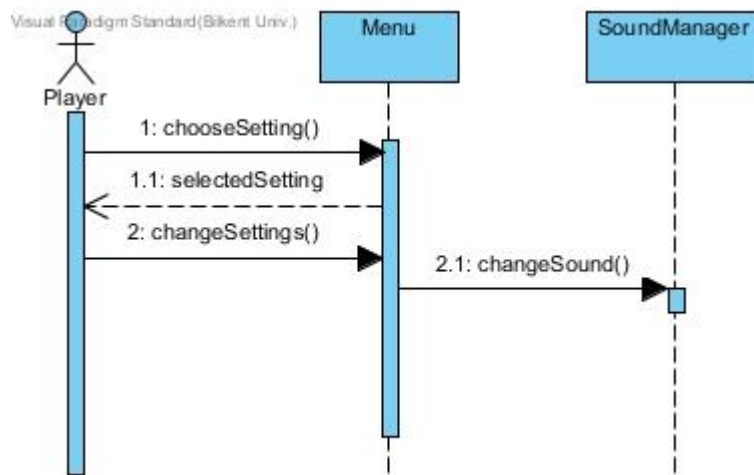 Visual Paradigm Standard(Bilkent Univ.)
Menu
SoundManager
Player
1: chooseSetting()
1.1: selectedSetting
2: changeSettings()
2.1: changeSound()